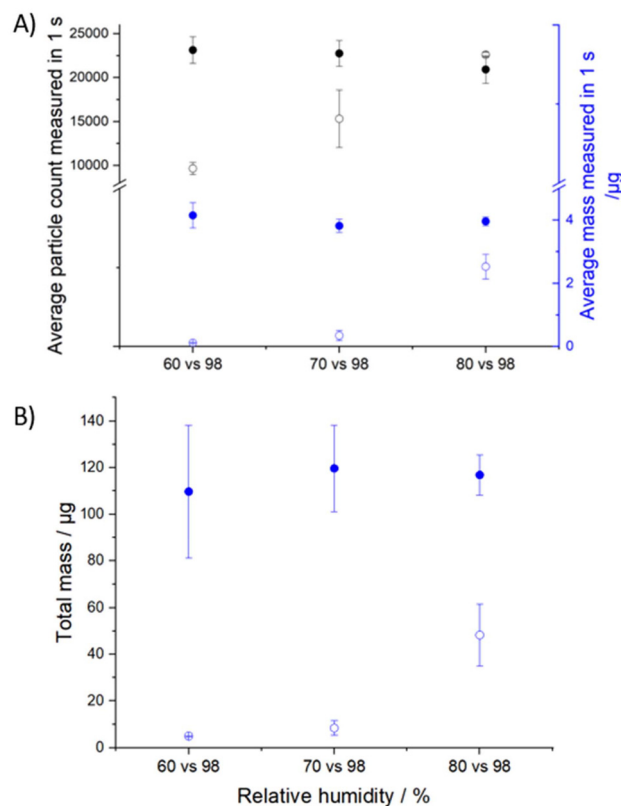 A)
Average particle count measured in 1 s
25000
20000
15000
10000
4
2
0
Average mass measured in 1 s
/µg
60 vs 98
70 vs 98
80 vs 98
B)
Total mass / µg
140
120
100
80
60
40
20
0
60 vs 98
70 vs 98
80 vs 98
Relative humidity / %